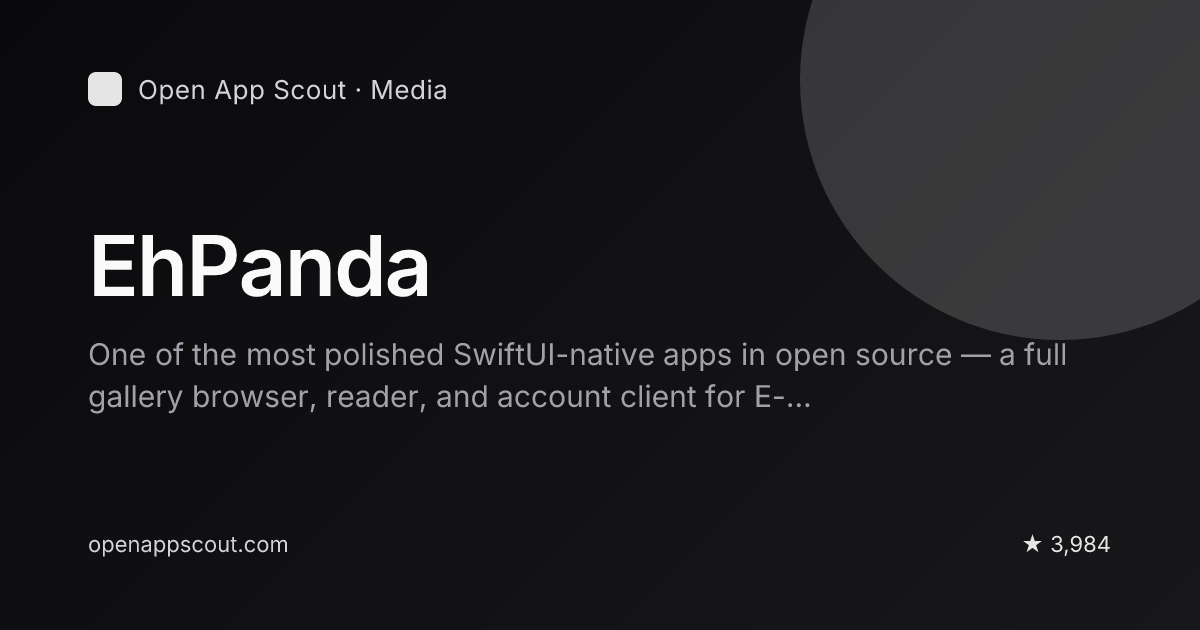 Open App Scout · Media
EhPanda
One of the most polished SwiftUI-native apps in open source — a full
gallery browser, reader, and account client for E-...
openappscout.com
★ 3,984